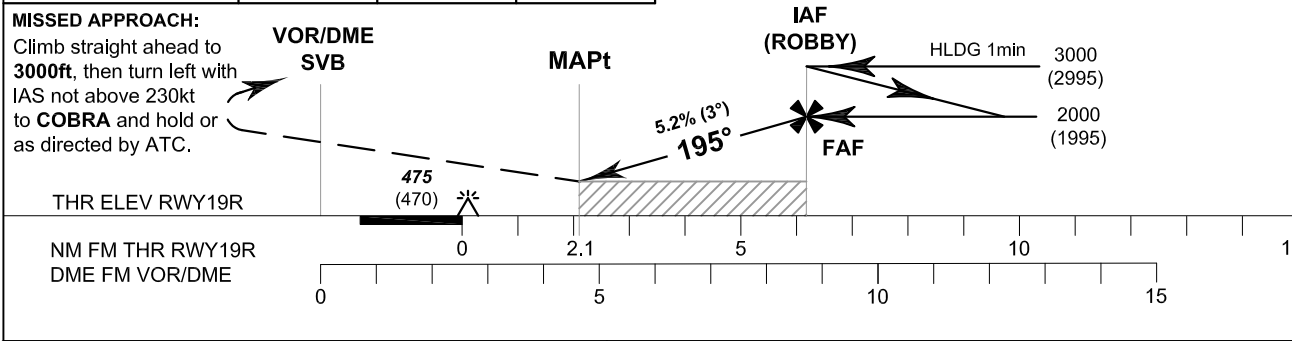 MISSED APPROACH:
Climb straight ahead to
3000ft, then turn left with
IAS not above 230kt
to COBRA and hold or
as directed by ATC.
VOR/DME
SVB
MAPt
IAF
(ROBBY)
HLDG 1min
3000
(2995)
2000
(1995)
5.2% (3°)
195°
FAF
475
(470)
THR ELEV RWY19R
NM FM THR RWY19R
0 2.1 5 10 1
DME FM VOR/DME
0 5 10 15